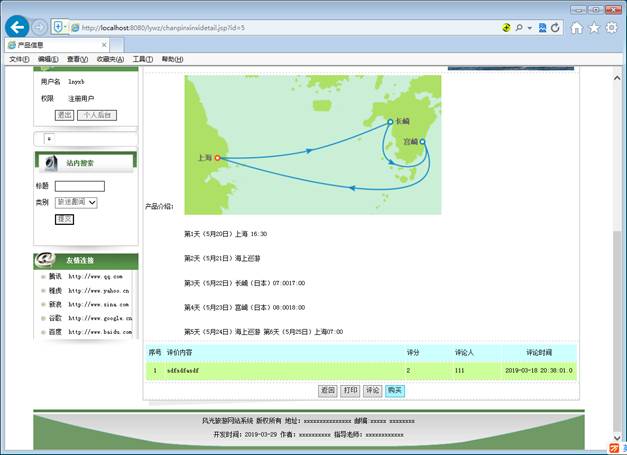 http://localhost:8080/lywz/chanpinxinxidetail.jsp?id=5
产品信息
文件(F) 编辑(E) 查看(V) 收藏夹(A) 工具(T) 帮助(H)
用户名 lnyxb
权限 注册用户
退出 个人后台
站内搜索
标题
类别 旅途趣闻
提交
友情连接
腾讯 http://www.qq.com
雅虎 http://www.yahoo.cn
新浪 http://www.sina.com
谷歌 http://www.google.cn
百度 http://www.baidu.com
上海
长崎
宫崎
产品介绍:
第1天（5月20日）上海 16:30
第2天（5月21日）海上巡游
第3天（5月22日）长崎（日本）07:0017:00
第4天（5月23日）宫崎（日本）08:0018:00
第5天（5月24日）海上巡游 第6天（5月25日）上海07:00
序号 评价内容 评分 评论人 评论时间
1 sdfsdfasdf 2 111 2019-03-18 20:38:01.0
返回 打印 评论 购买
风光旅游网站系统 版权所有 地址：xxxxxxxxxxxxxxx 邮编:xxxxx xxxxxxxx
开发时间：2019-03-29 作者：xxxxxxxxxx 指导老师：xxxxxxxxxxxx
英